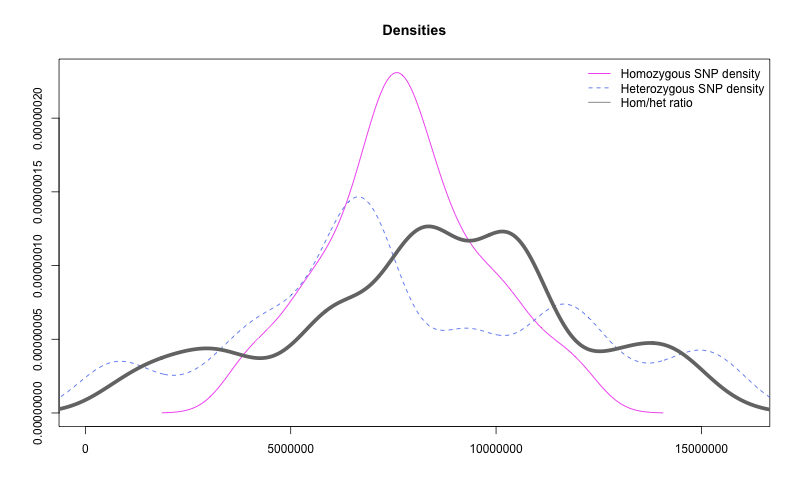 Densities
Homozygous SNP density
Heterozygous SNP density
Hom/het ratio
0.00000020
0.00000015
0.00000010
0.00000005
0.00000000
0
5000000
10000000
15000000